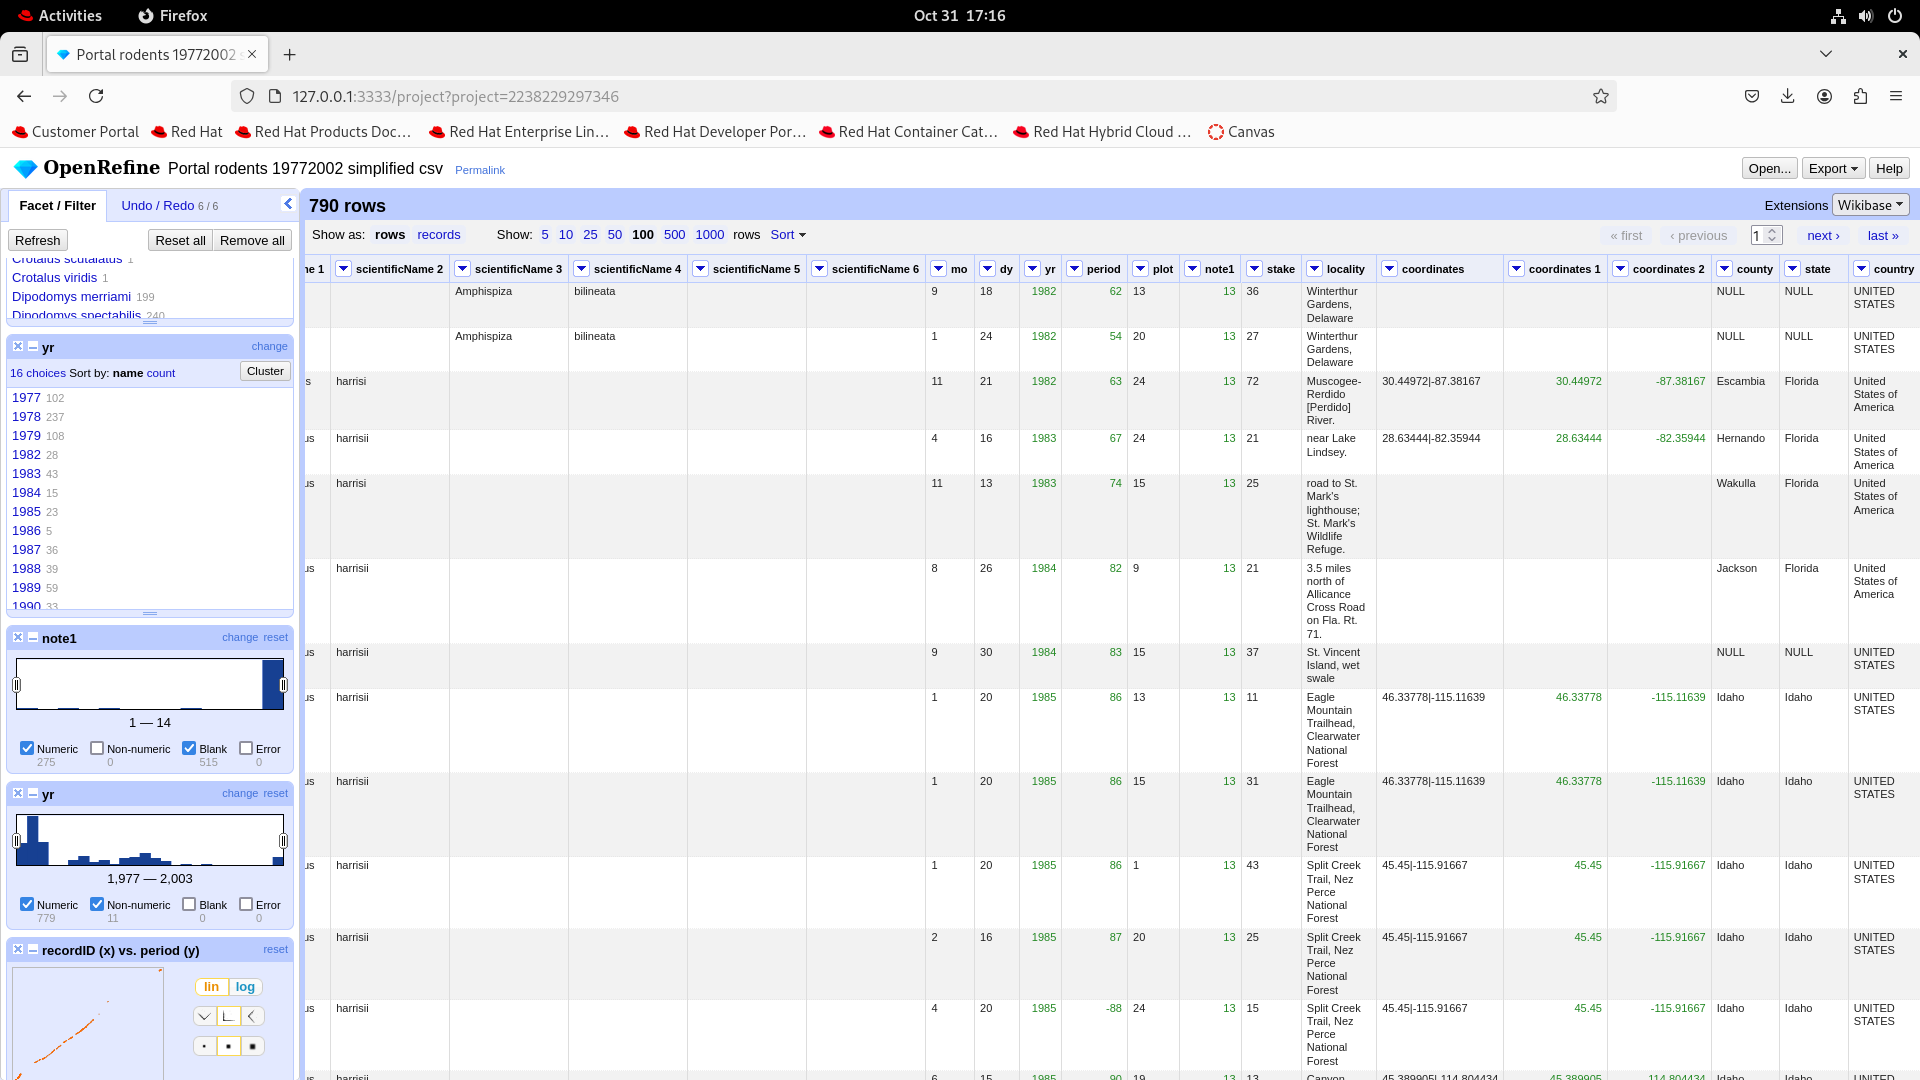 Activities Firefox Oct 31 17:16
Portal rodents 19772002
127.0.0.1:3333/project?project=2238229297346
Customer Portal Red Hat Red Hat Products Doc… Red Hat Enterprise Lin… Red Hat Developer Por… Red Hat Container Cat… Red Hat Hybrid Cloud … Canvas
OpenRefine Portal rodents 19772002 simplified csv Permalink Open... Export Help
Facet / Filter Undo / Redo 6 / 6
790 rows Extensions Wikibase
Refresh Reset all Remove all
Show as: rows records Show: 5 10 25 50 100 500 1000 rows Sort « first ‹ previous 1 next › last »
Crotalus scutulatus 1
Crotalus viridis 1
Dipodomys merriami 199
Dipodomys spectabilis 240
yr change
16 choices Sort by: name count Cluster
1977 102
1978 237
1979 108
1982 28
1983 43
1984 15
1985 23
1986 5
1987 36
1988 39
1989 59
1990 33
note1 change reset
1 — 14
Numeric Non-numeric Blank Error
275 0 515 0
yr change reset
1,977 — 2,003
Numeric Non-numeric Blank Error
779 11 0 0
recordID (x) vs. period (y) reset
lin log
me 1 scientificName 2 scientificName 3 scientificName 4 scientificName 5 scientificName 6 mo dy yr period plot note1 stake locality coordinates coordinates 1 coordinates 2 county state country
Amphispiza bilineata 9 18 1982 62 13 13 36 Winterthur NULL NULL UNITED
Gardens, STATES
Delaware
Amphispiza bilineata 1 24 1982 54 20 13 27 Winterthur NULL NULL UNITED
Gardens, STATES
Delaware
s harrisi 11 21 1982 63 24 13 72 Muscogee- 30.44972|-87.38167 30.44972 -87.38167 Escambia Florida United
Rerdido States of
[Perdido] America
River.
us harrisii 4 16 1983 67 24 13 21 near Lake 28.63444|-82.35944 28.63444 -82.35944 Hernando Florida United
Lindsey. States of
America
us harrisi 11 13 1983 74 15 13 25 road to St. Wakulla Florida United
Mark's States of
lighthouse; America
St. Mark's
Wildlife
Refuge.
us harrisii 8 26 1984 82 9 13 21 3.5 miles Jackson Florida United
north of States of
Allicance America
Cross Road
on Fla. Rt.
71.
us harrisii 9 30 1984 83 15 13 37 St. Vincent NULL NULL UNITED
Island, wet STATES
swale
us harrisii 1 20 1985 86 13 13 11 Eagle 46.33778|-115.11639 46.33778 -115.11639 Idaho Idaho UNITED
Mountain STATES
Trailhead,
Clearwater
National
Forest
us harrisii 1 20 1985 86 15 13 31 Eagle 46.33778|-115.11639 46.33778 -115.11639 Idaho Idaho UNITED
Mountain STATES
Trailhead,
Clearwater
National
Forest
us harrisii 1 20 1985 86 1 13 43 Split Creek 45.45|-115.91667 45.45 -115.91667 Idaho Idaho UNITED
Trail, Nez STATES
Perce
National
Forest
us harrisii 2 16 1985 87 20 13 25 Split Creek 45.45|-115.91667 45.45 -115.91667 Idaho Idaho UNITED
Trail, Nez STATES
Perce
National
Forest
us harrisii 4 20 1985 -88 24 13 15 Split Creek 45.45|-115.91667 45.45 -115.91667 Idaho Idaho UNITED
Trail, Nez STATES
Perce
National
Forest
us harrisii 6 15 1985 90 19 13 13 Canyon 45.389905|-114.804434 45.389905 -114.804434 Idaho Idaho UNITED